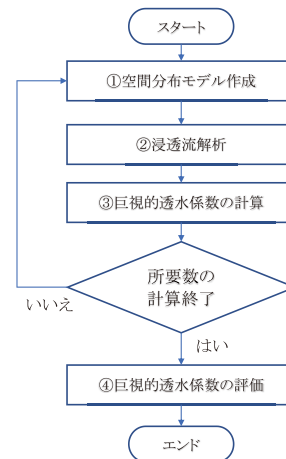 スタート
①空間分布モデル作成
②浸透流解析
③巨視的透水係数の計算
所要数の
計算終了
いいえ
はい
④巨視的透水係数の評価
エンド